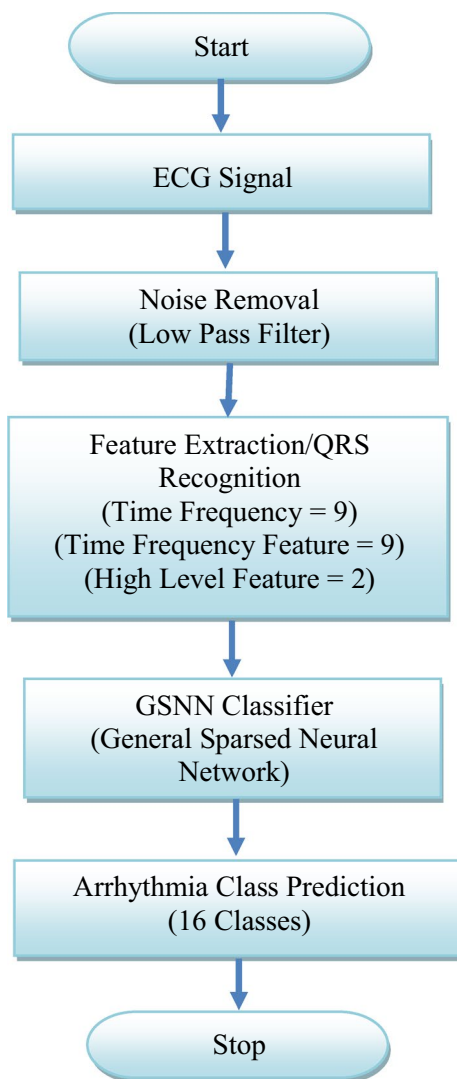 Start
ECG Signal
Noise Removal
(Low Pass Filter)
Feature Extraction/QRS
Recognition
(Time Frequency = 9)
(Time Frequency Feature = 9)
(High Level Feature = 2)
GSNN Classifier
(General Sparsed Neural
Network)
Arrhythmia Class Prediction
(16 Classes)
Stop